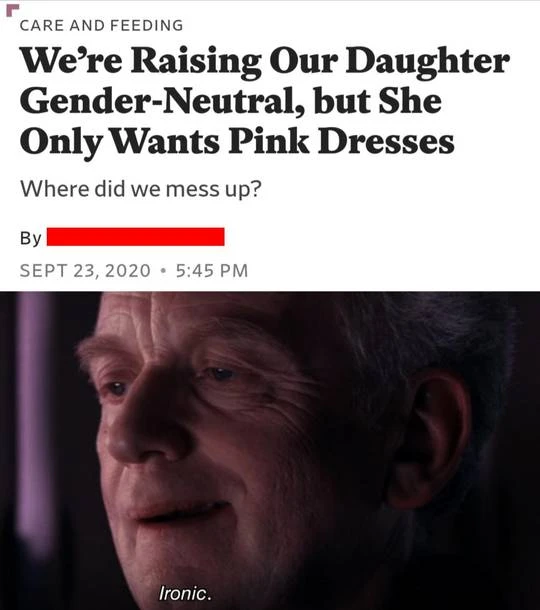 CARE AND FEEDING
We’re Raising Our Daughter
Gender-Neutral, but She
Only Wants Pink Dresses
Where did we mess up?
By
SEPT 23, 2020 • 5:45 PM
Ironic.